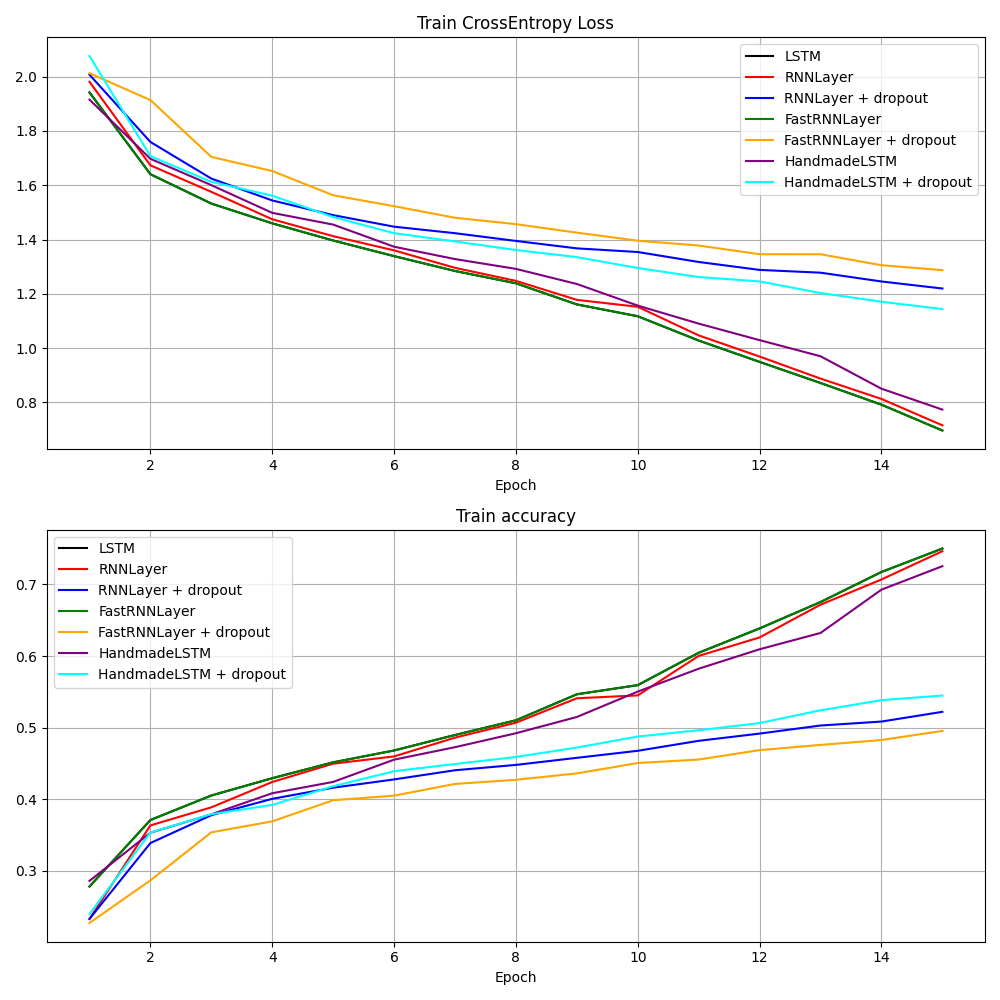 Train CrossEntropy Loss
2.0
1.8
1.6
1.4
1.2
1.0
0.8
LSTM
RNNLayer
RNNLayer + dropout
FastRNNLayer
FastRNNLayer + dropout
HandmadeLSTM
HandmadeLSTM + dropout
2 4 6 8 10 12 14
Epoch
Train accuracy
0.7
0.6
0.5
0.4
0.3
LSTM
RNNLayer
RNNLayer + dropout
FastRNNLayer
FastRNNLayer + dropout
HandmadeLSTM
HandmadeLSTM + dropout
2 4 6 8 10 12 14
Epoch